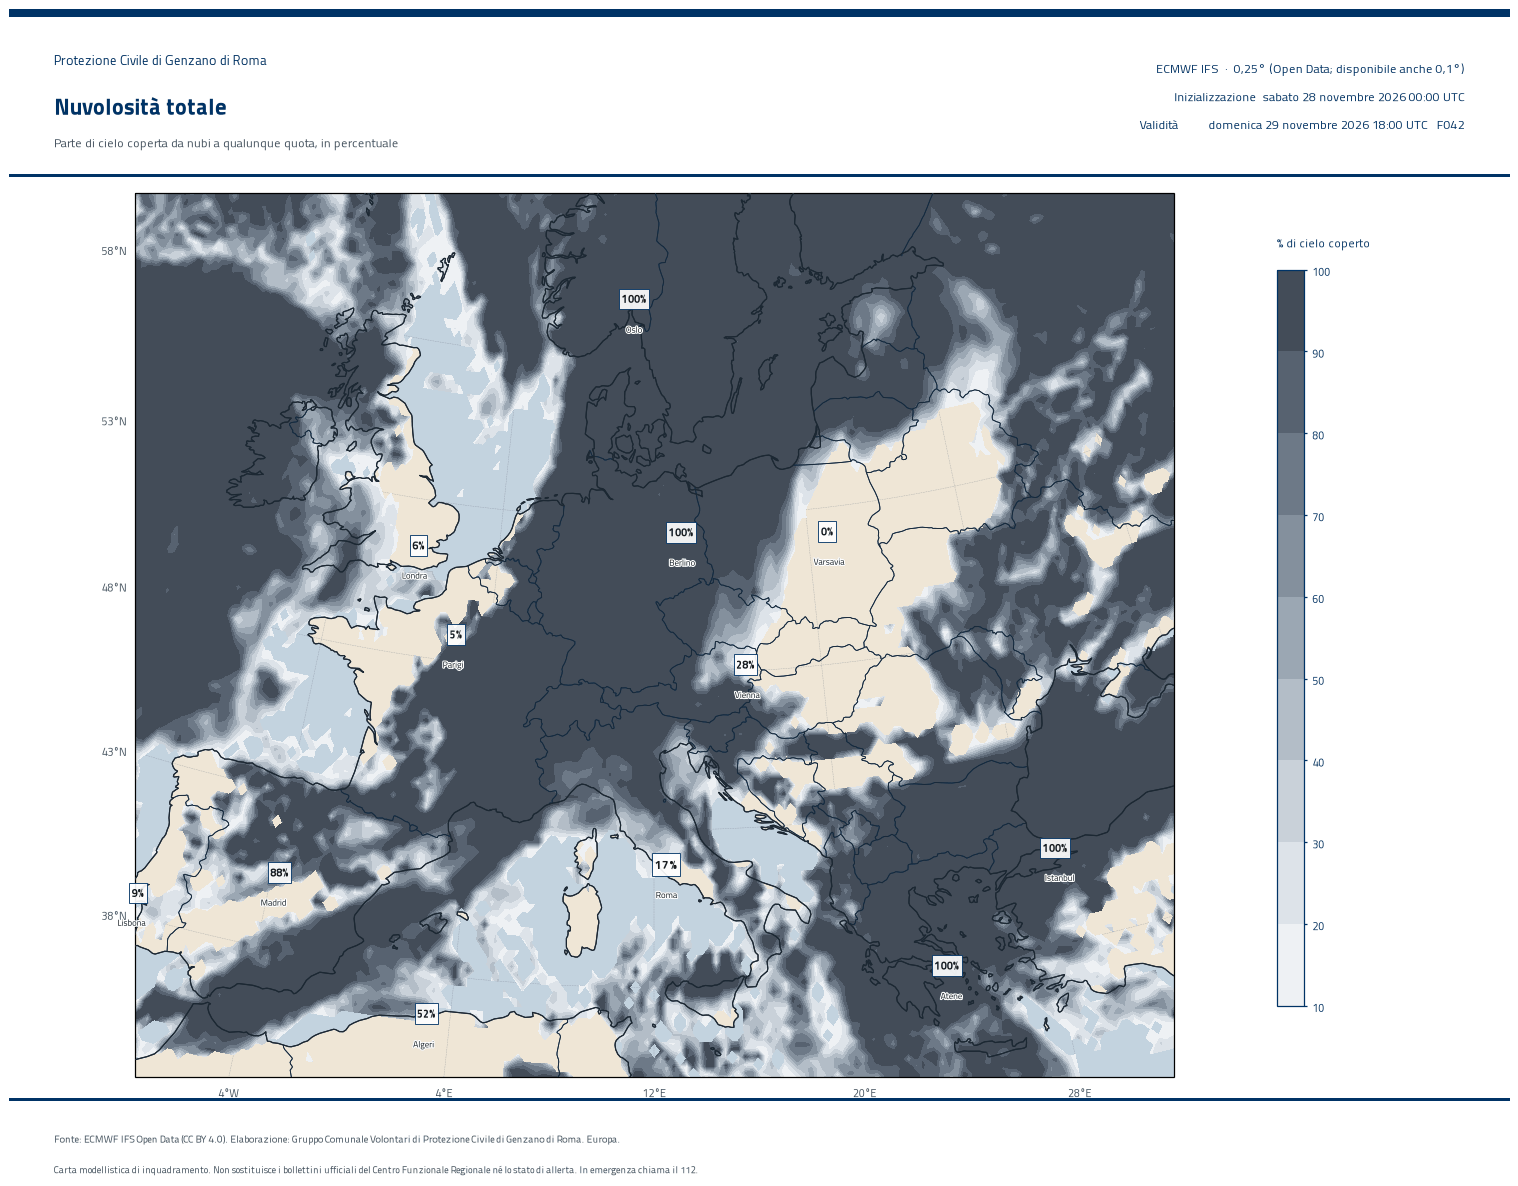 Protezione Civile di Genzano di Roma
Nuvolosità totale
Parte di cielo coperta da nubi a qualunque quota, in percentuale
ECMWF IFS · 0,25° (Open Data; disponibile anche 0,1°)
Inizializzazione sabato 28 novembre 2026 00:00 UTC
Validità domenica 29 novembre 2026 18:00 UTC F042
% di cielo coperto
100
90
80
70
60
50
40
30
20
10
58°N
53°N
48°N
43°N
38°N
4°W
4°E
12°E
20°E
28°E
100%
Oslo
100%
Berlino
0%
Varsavia
6%
Londra
5%
Parigi
28%
Vienna
17%
Roma
88%
Madrid
9%
Lisbona
100%
Istanbul
100%
Atene
52%
Algeri
Fonte: ECMWF IFS Open Data (CC BY 4.0). Elaborazione: Gruppo Comunale Volontari di Protezione Civile di Genzano di Roma. Europa.
Carta modellistica di inquadramento. Non sostituisce i bollettini ufficiali del Centro Funzionale Regionale né lo stato di allerta. In emergenza chiama il 112.